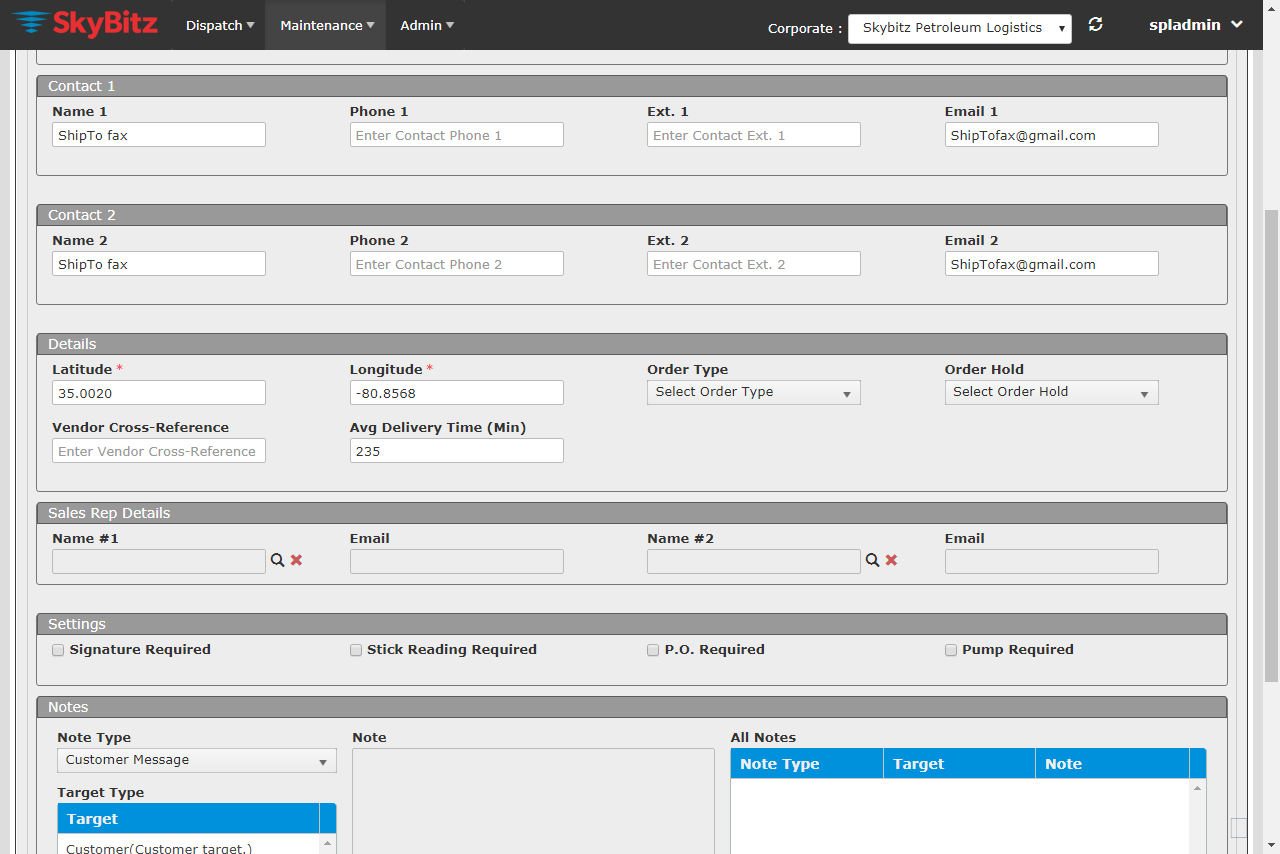 SkyBitz Dispatch Maintenance Admin Corporate : Skybitz Petroleum Logistics spladmin
Contact 1
Name 1 Phone 1 Ext. 1 Email 1
ShipTo fax Enter Contact Phone 1 Enter Contact Ext. 1 ShipTofax@gmail.com
Contact 2
Name 2 Phone 2 Ext. 2 Email 2
ShipTo fax Enter Contact Phone 2 Enter Contact Ext. 2 ShipTofax@gmail.com
Details
Latitude * Longitude * Order Type Order Hold
35.0020 -80.8568 Select Order Type Select Order Hold
Vendor Cross-Reference Avg Delivery Time (Min)
Enter Vendor Cross-Reference 235
Sales Rep Details
Name #1 Email Name #2 Email
Settings
Signature Required Stick Reading Required P.O. Required Pump Required
Notes
Note Type Note All Notes
Customer Message Note Type Target Note
Target Type
Target
Customer(Customer target.)